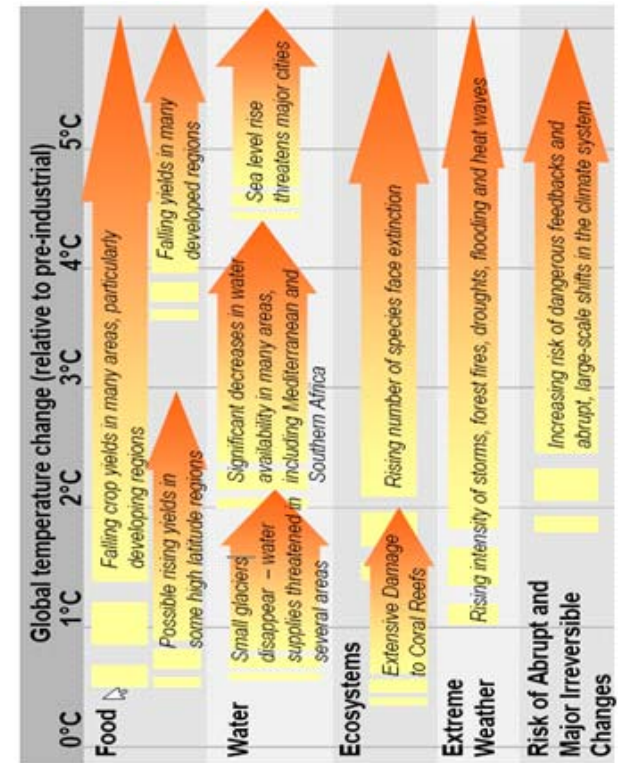 Global temperature change (relative to pre-industrial)
0°C
1°C
2°C
3°C
4°C
5°C
Food
Falling crop yields in many areas, particularly
developing regions
Possible rising yields in
some high latitude regions
Falling yields in many
developed regions
Water
Small glaciers
disappear – water
supplies threatened in
several areas
Significant decreases in water
availability in many areas,
including Mediterranean and
Southern Africa
Sea level rise
threatens major cities
Ecosystems
Extensive Damage
to Coral Reefs
Rising number of species face extinction
Extreme
Weather
Rising intensity of storms, forest fires, droughts, flooding and heat waves
Risk of Abrupt and
Major Irreversible
Changes
Increasing risk of dangerous feedbacks and
abrupt, large-scale shifts in the climate system